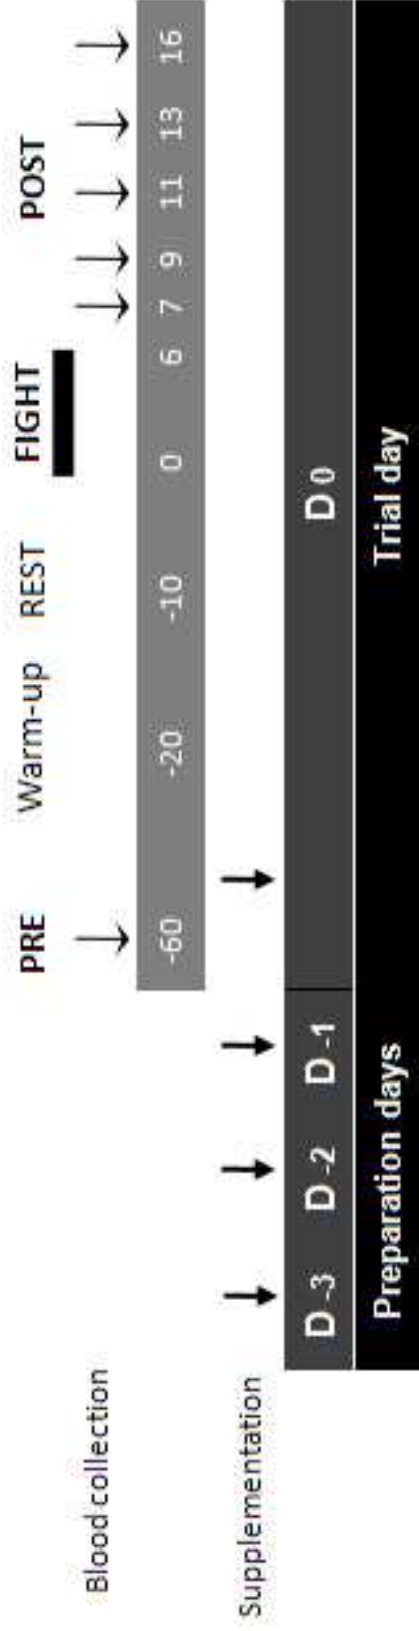 PRE Warm-up REST FIGHT POST
Blood collection
-60 -20 -10 0 6 7 9 11 13 16
Supplementation
D -3 D -2 D -1 D 0
Preparation days Trial day